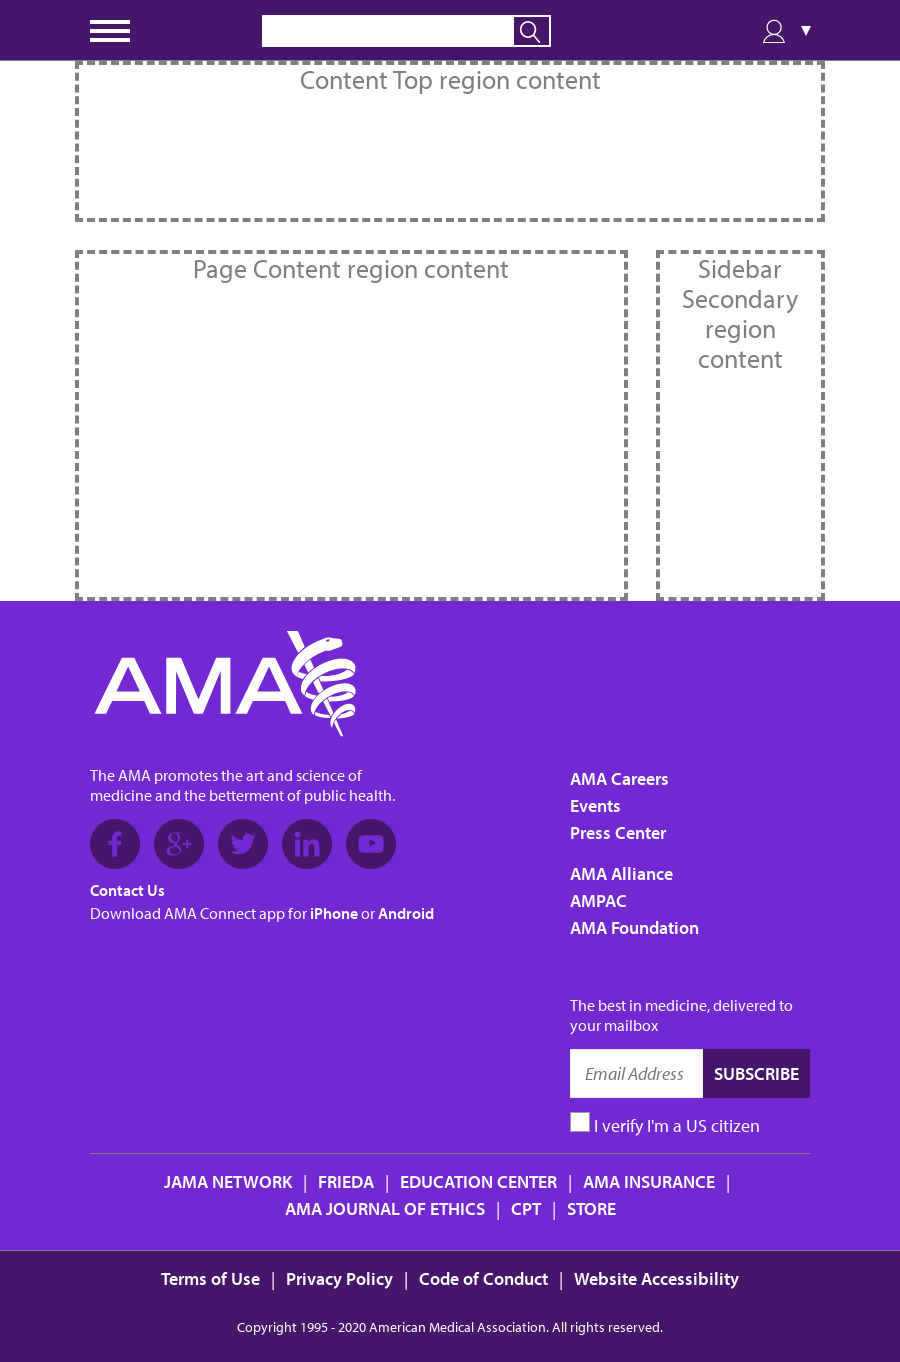 Content Top region content
Page Content region content
Sidebar
Secondary
region
content
AMA
The AMA promotes the art and science of
medicine and the betterment of public health.
Contact Us
Download AMA Connect app for iPhone or Android
AMA Careers
Events
Press Center
AMA Alliance
AMPAC
AMA Foundation
The best in medicine, delivered to
your mailbox
Email Address SUBSCRIBE
I verify I'm a US citizen
JAMA NETWORK | FRIEDA | EDUCATION CENTER | AMA INSURANCE |
AMA JOURNAL OF ETHICS | CPT | STORE
Terms of Use | Privacy Policy | Code of Conduct | Website Accessibility
Copyright 1995 - 2020 American Medical Association. All rights reserved.